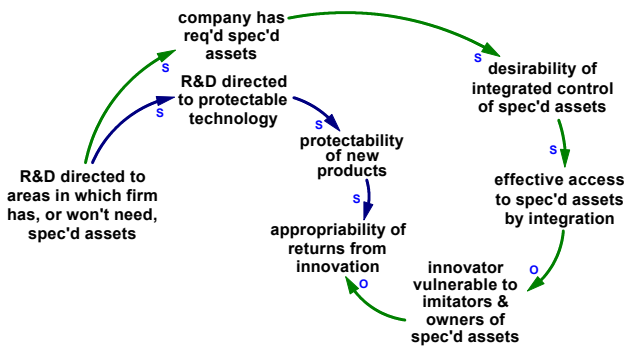 company has
req'd spec'd
assets
S
R&D directed
to protectable
technology
S
R&D directed to
areas in which firm
has, or won't need,
spec'd assets
S
protectability
of new
products
S
appropriability of
returns from
innovation
S
desirability of
integrated control
of spec'd assets
S
effective access
to spec'd assets
by integration
O
innovator
vulnerable to
imitators &
owners of
spec'd assets
O